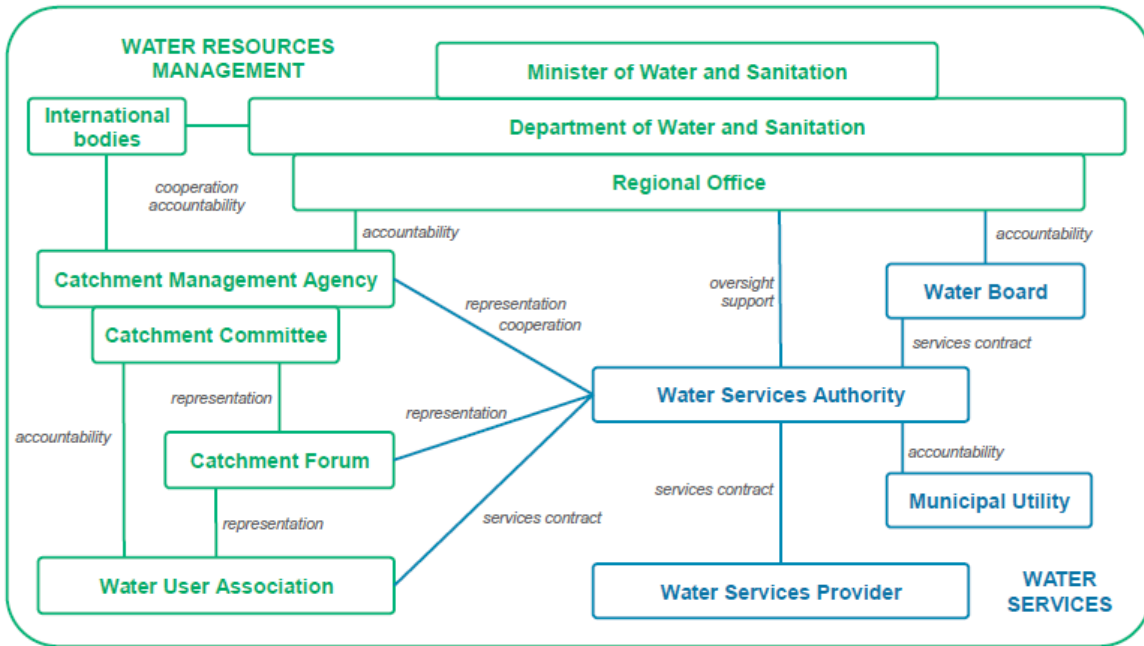 WATER RESOURCES
MANAGEMENT
Minister of Water and Sanitation
International
bodies
Department of Water and Sanitation
Regional Office
cooperation
accountability
accountability
accountability
Catchment Management Agency
oversight
support
Water Board
representation
cooperation
Catchment Committee
services contract
Water Services Authority
representation
representation
accountability
Catchment Forum
accountability
services contract
Municipal Utility
representation
services contract
Water User Association
Water Services Provider
WATER
SERVICES